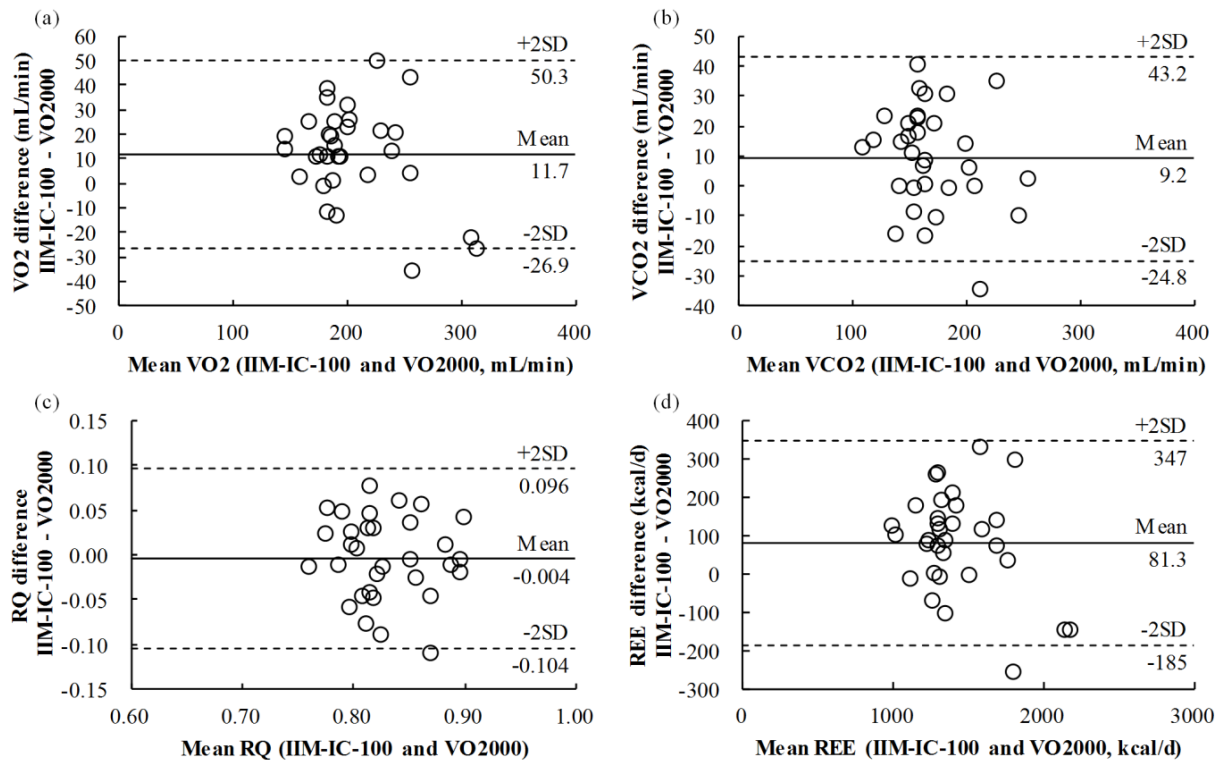 (a)
VO2 difference (mL/min)
IIM-IC-100 - VO2000
60
50
40
30
20
10
0
-10
-20
-30
-40
-50
+2SD
50.3
Mean
11.7
-2SD
-26.9
0
100
200
300
400
Mean VO2 (IIM-IC-100 and VO2000, mL/min)
(b)
VCO2 difference (mL/min)
IIM-IC-100 - VO2000
50
40
30
20
10
0
-10
-20
-30
-40
+2SD
43.2
Mean
9.2
-2SD
-24.8
0
100
200
300
400
Mean VCO2 (IIM-IC-100 and VO2000, mL/min)
(c)
RQ difference
IIM-IC-100 - VO2000
0.15
0.10
0.05
0.00
-0.05
-0.10
-0.15
+2SD
0.096
Mean
-0.004
-2SD
-0.104
0.60
0.70
0.80
0.90
1.00
Mean RQ (IIM-IC-100 and VO2000)
(d)
REE difference (kcal/d)
IIM-IC-100 - VO2000
400
300
200
100
0
-100
-200
-300
+2SD
347
Mean
81.3
-2SD
-185
0
1000
2000
3000
Mean REE (IIM-IC-100 and VO2000, kcal/d)